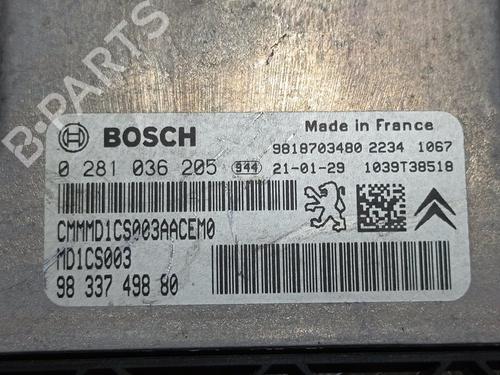 BOSCH
Made in France
9818703480 2234 1067
0 281 036 205 944 21-01-29 1039T38518
CMMMD1CS003AACEM0
MD1CS003
98 337 498 80
B-PARTS